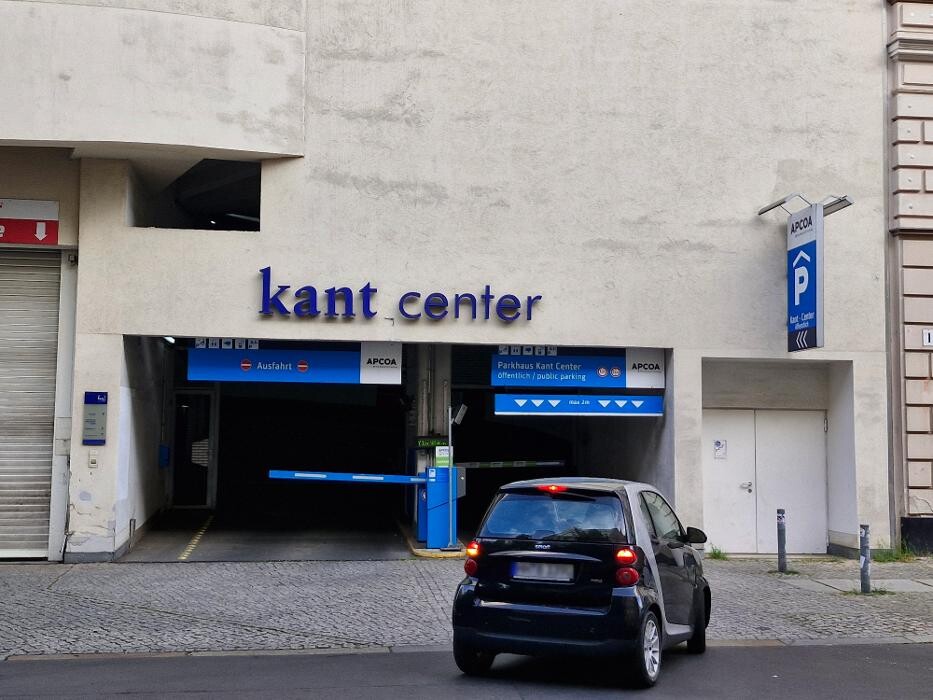 kant center
Ausfahrt
APCOA
Parkhaus Kant Center
öffentlich / public parking
APCOA
max 2m
APCOA
P
Kant - Center
öffentlich
smart